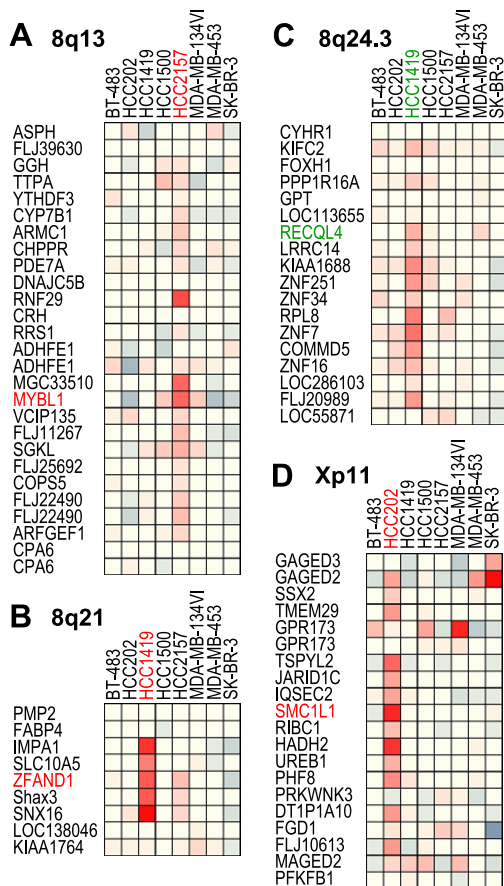 A 8q13
BT-483
HCC202
HCC1419
HCC1500
HCC2157
MDA-MB-134VI
MDA-MB-453
SK-BR-3
ASPH
FLJ39630
GGH
TTPA
YTHDF3
CYP7B1
ARMC1
CHPPR
PDE7A
DNAJC5B
RNF29
CRH
RRS1
ADHFE1
ADHFE1
MGC33510
MYBL1
VCIP135
FLJ11267
SGKL
FLJ25692
COPS5
FLJ22490
FLJ22490
ARFGEF1
CPA6
CPA6
B 8q21
BT-483
HCC202
HCC1419
HCC1500
HCC2157
MDA-MB-134VI
MDA-MB-453
SK-BR-3
PMP2
FABP4
IMPA1
SLC10A5
ZFAND1
Shax3
SNX16
LOC138046
KIAA1764
C 8q24.3
BT-483
HCC202
HCC1419
HCC1500
HCC2157
MDA-MB-134VI
MDA-MB-453
SK-BR-3
CYHR1
KIFC2
FOXH1
PPP1R16A
GPT
LOC113655
RECQL4
LRRC14
KIAA1688
ZNF251
ZNF34
RPL8
ZNF7
COMMD5
ZNF16
LOC286103
FLJ20989
LOC55871
D Xp11
BT-483
HCC202
HCC1419
HCC1500
HCC2157
MDA-MB-134VI
MDA-MB-453
SK-BR-3
GAGED3
GAGED2
SSX2
TMEM29
GPR173
GPR173
TSPYL2
JARID1C
IQSEC2
SMC1L1
RIBC1
HADH2
UREB1
PHF8
PRKWNK3
DT1P1A10
FGD1
FLJ10613
MAGED2
PFKFB1